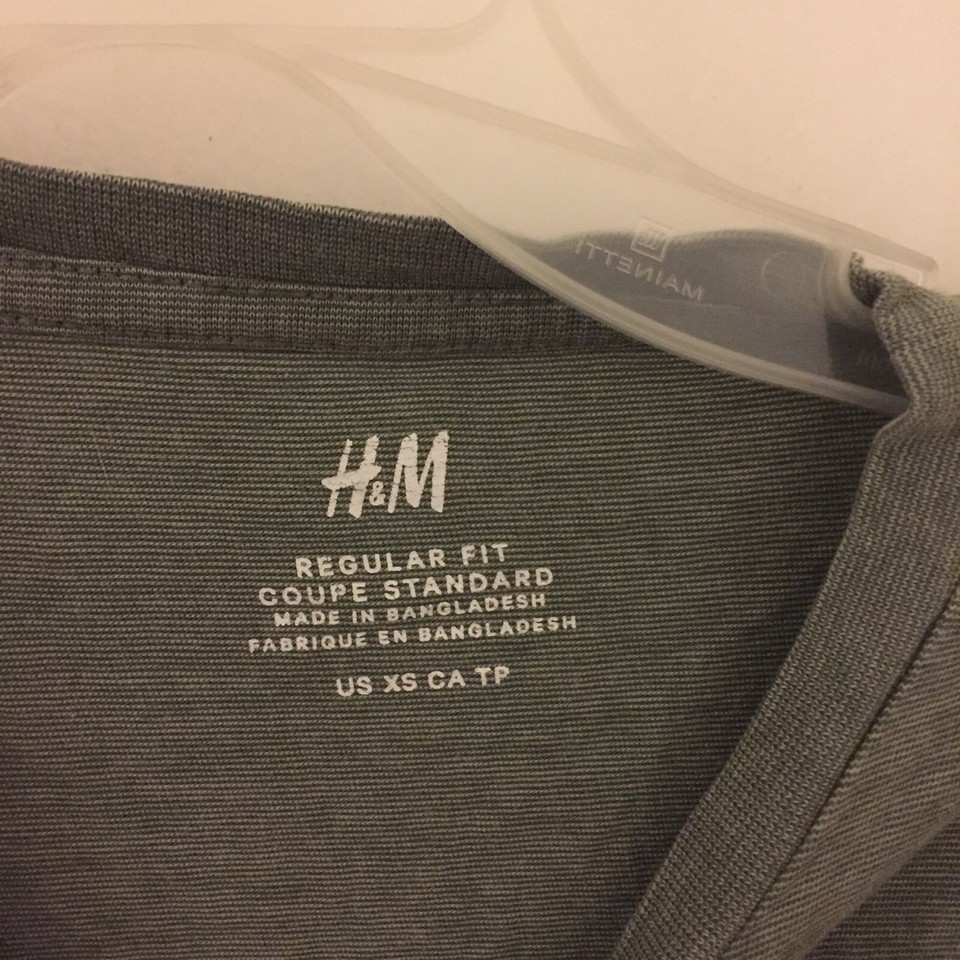 MAINETTI
H&M
REGULAR FIT
COUPE STANDARD
MADE IN BANGLADESH
FABRIQUE EN BANGLADESH
US XS CA TP